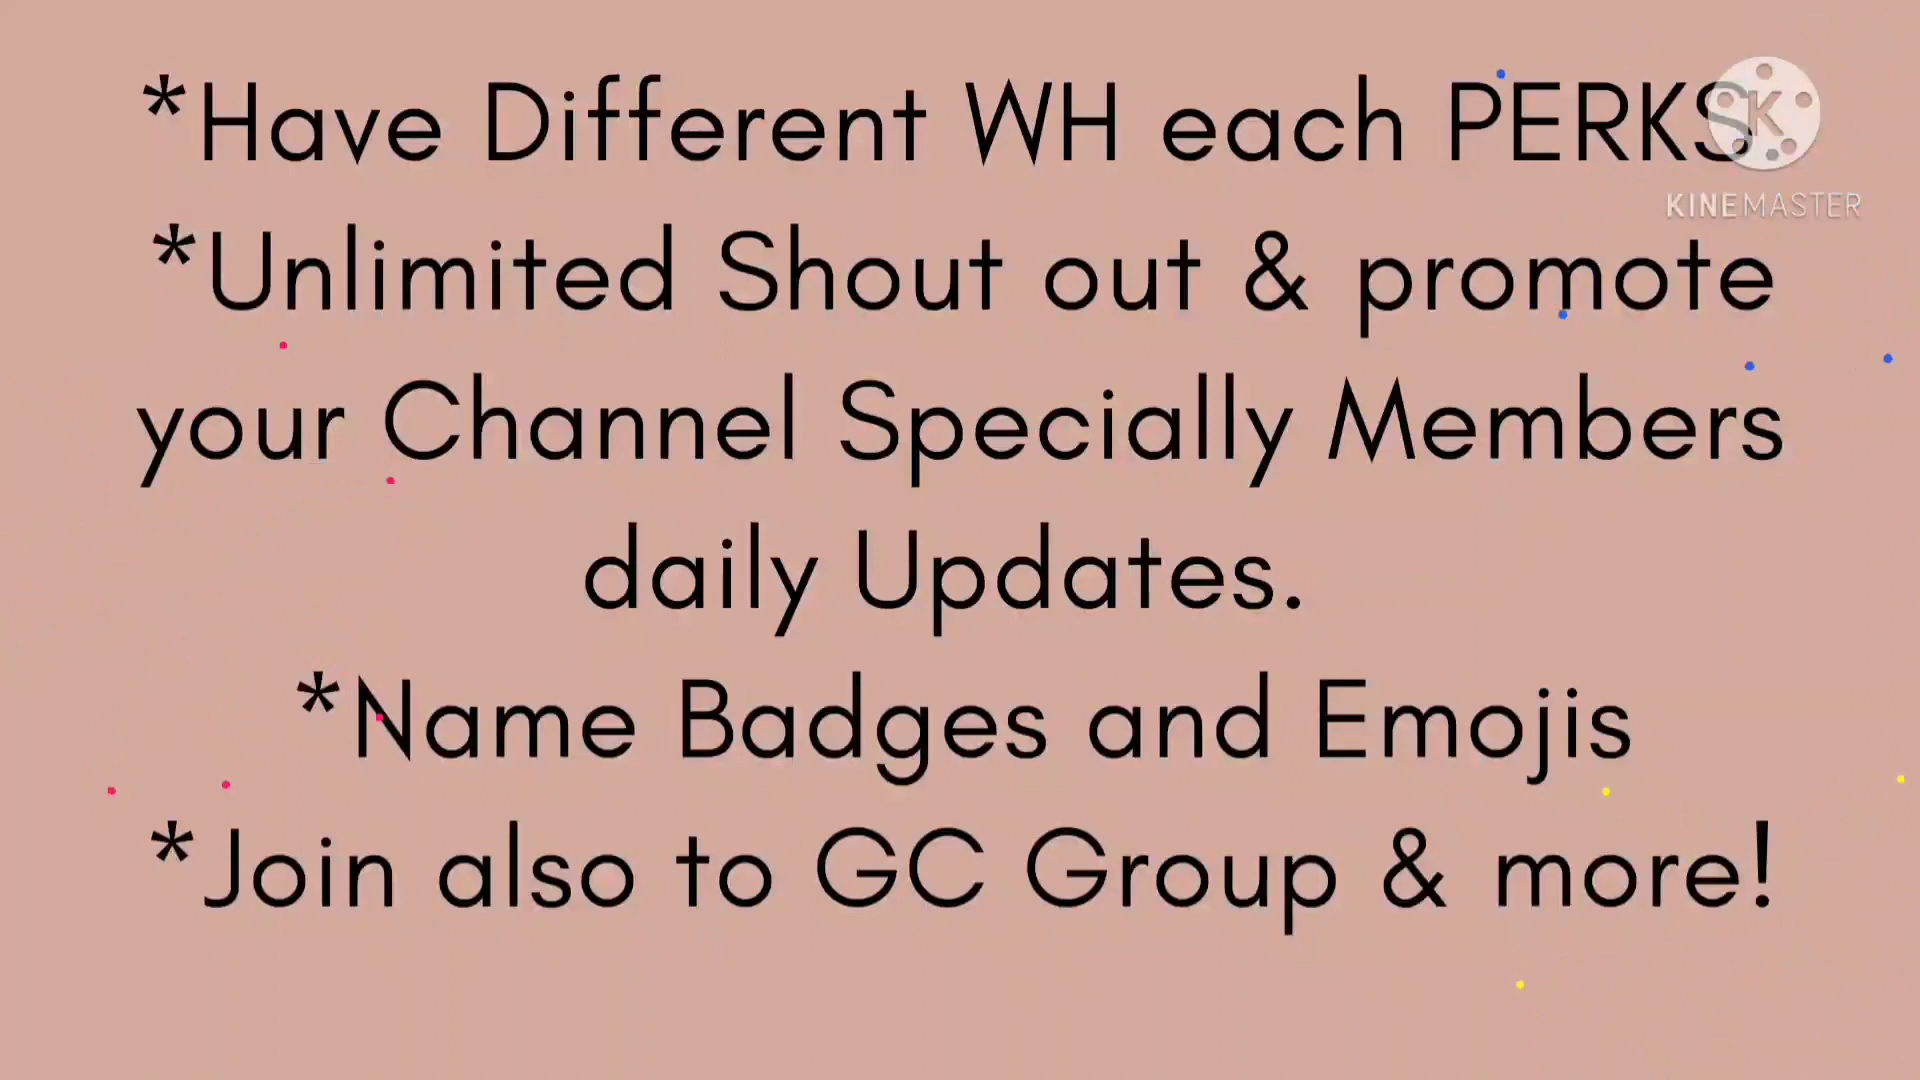 *Have Different WH each PERKS
KINEMASTER
*Unlimited Shout out & promote
your Channel Specially Members
daily Updates.
*Name Badges and Emojis
*Join also to GC Group & more!